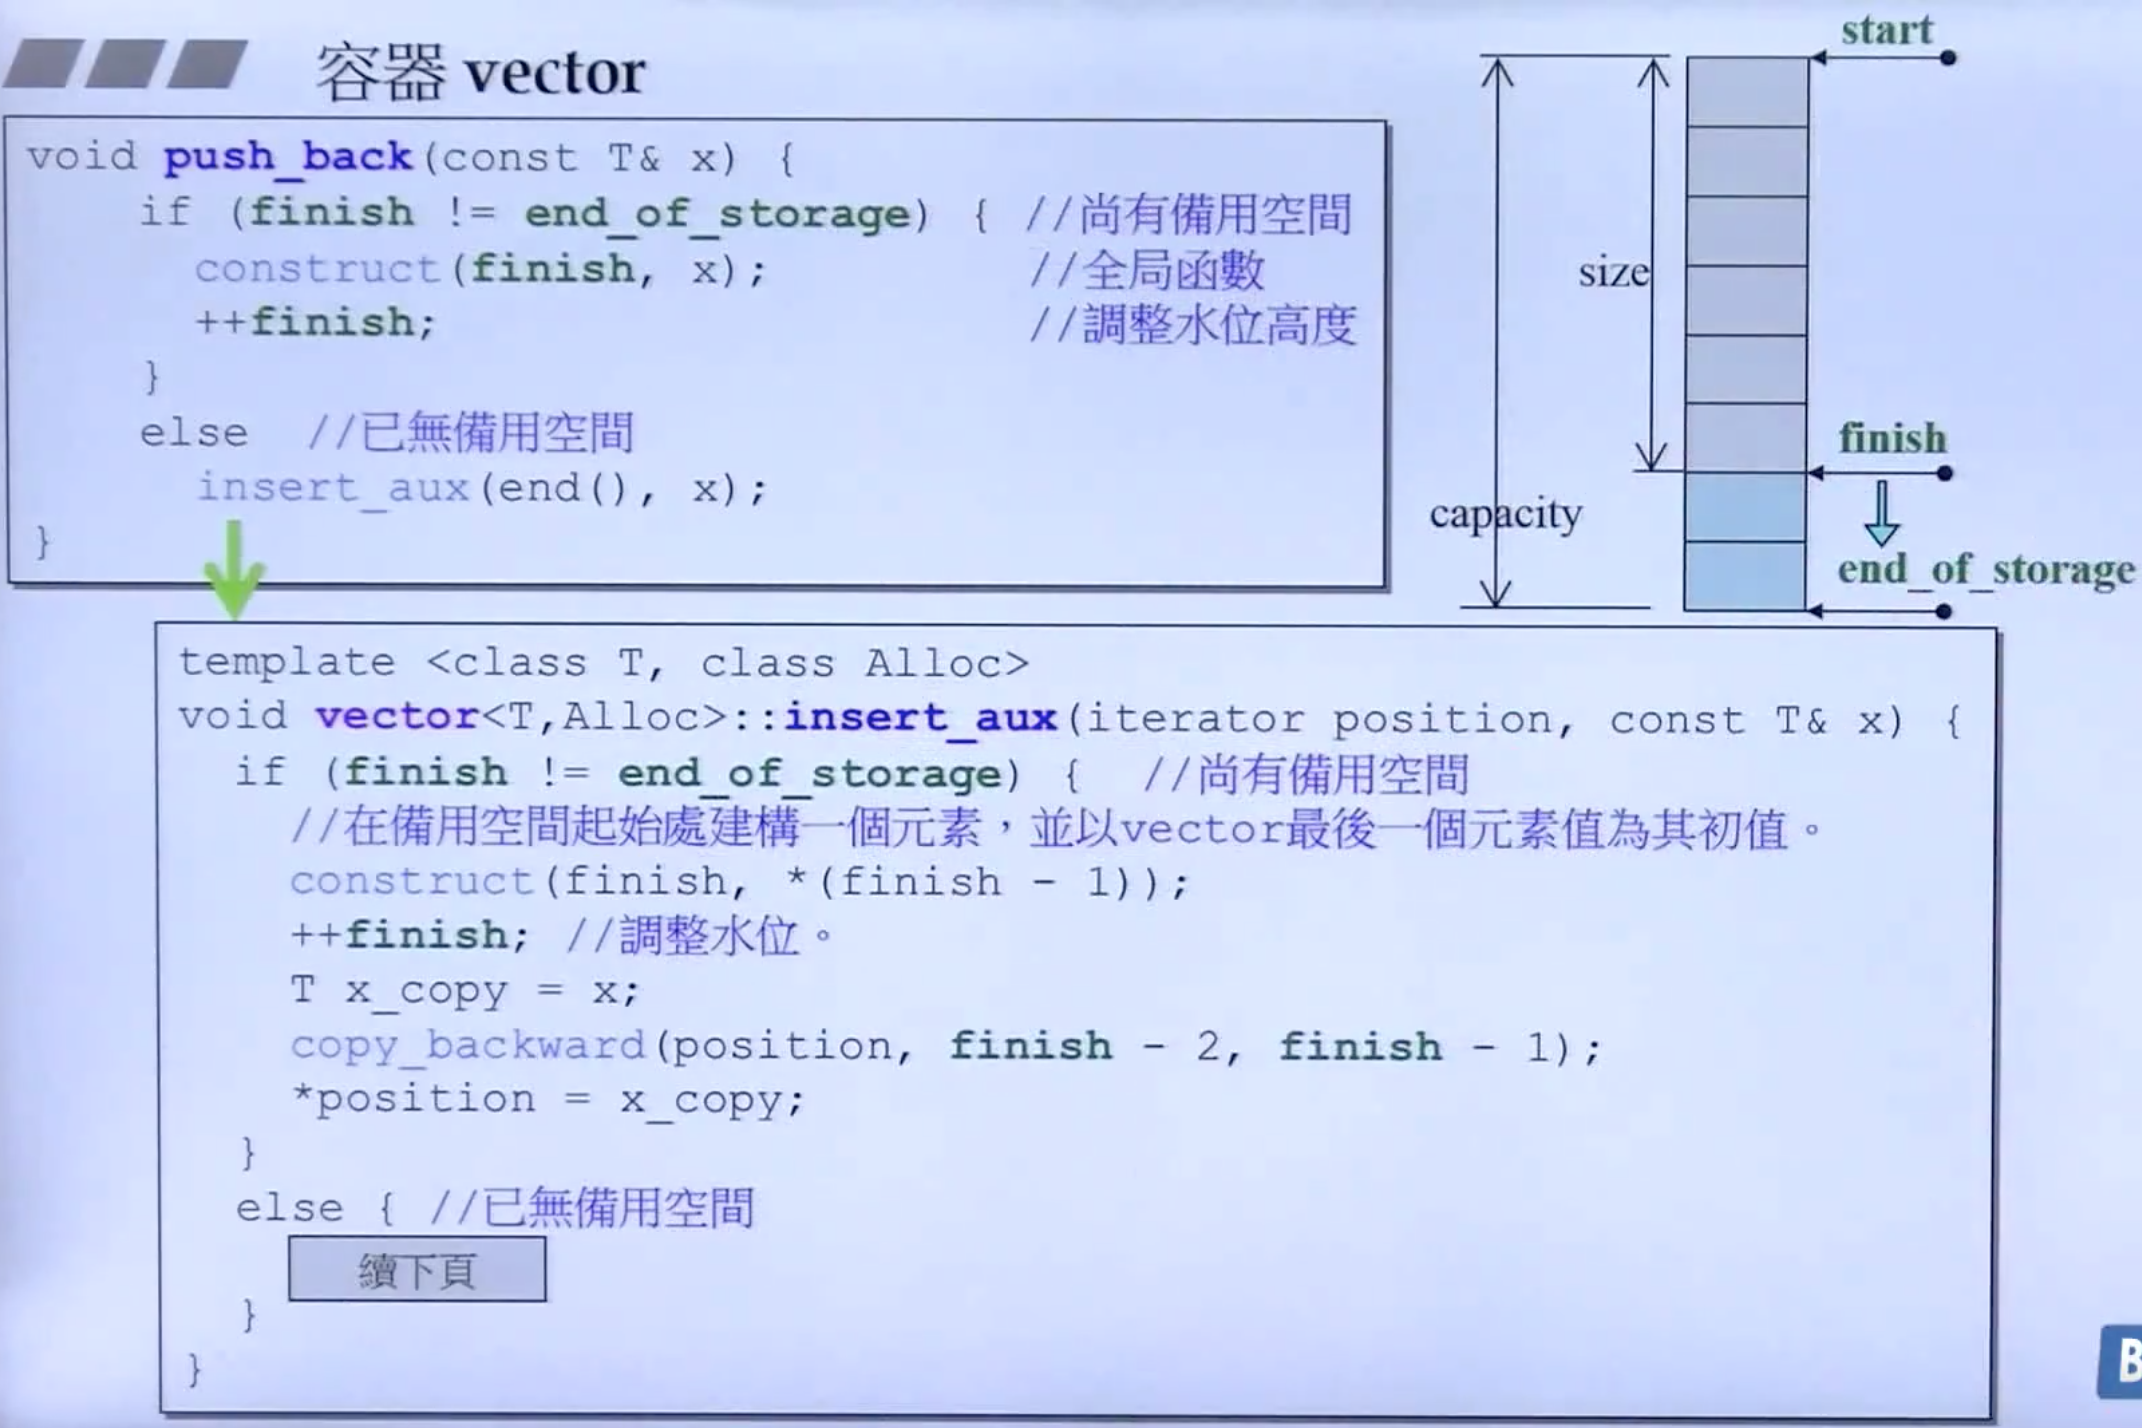 容器 vector
void push_back(const T& x) {
if (finish != end_of_storage) { //尚有備用空間
construct(finish, x); //全局函數
++finish; //調整水位高度
}
else //已無備用空間
insert_aux(end(), x);
}
start
size
finish
capacity
end_of_storage
template <class T, class Alloc>
void vector<T,Alloc>::insert_aux(iterator position, const T& x) {
if (finish != end_of_storage) { //尚有備用空間
//在備用空間起始處建構一個元素，並以vector最後一個元素值為其初值。
construct(finish, *(finish - 1));
++finish; //調整水位。
T x_copy = x;
copy_backward(position, finish - 2, finish - 1);
*position = x_copy;
}
else { //已無備用空間
續下頁
}
}
B